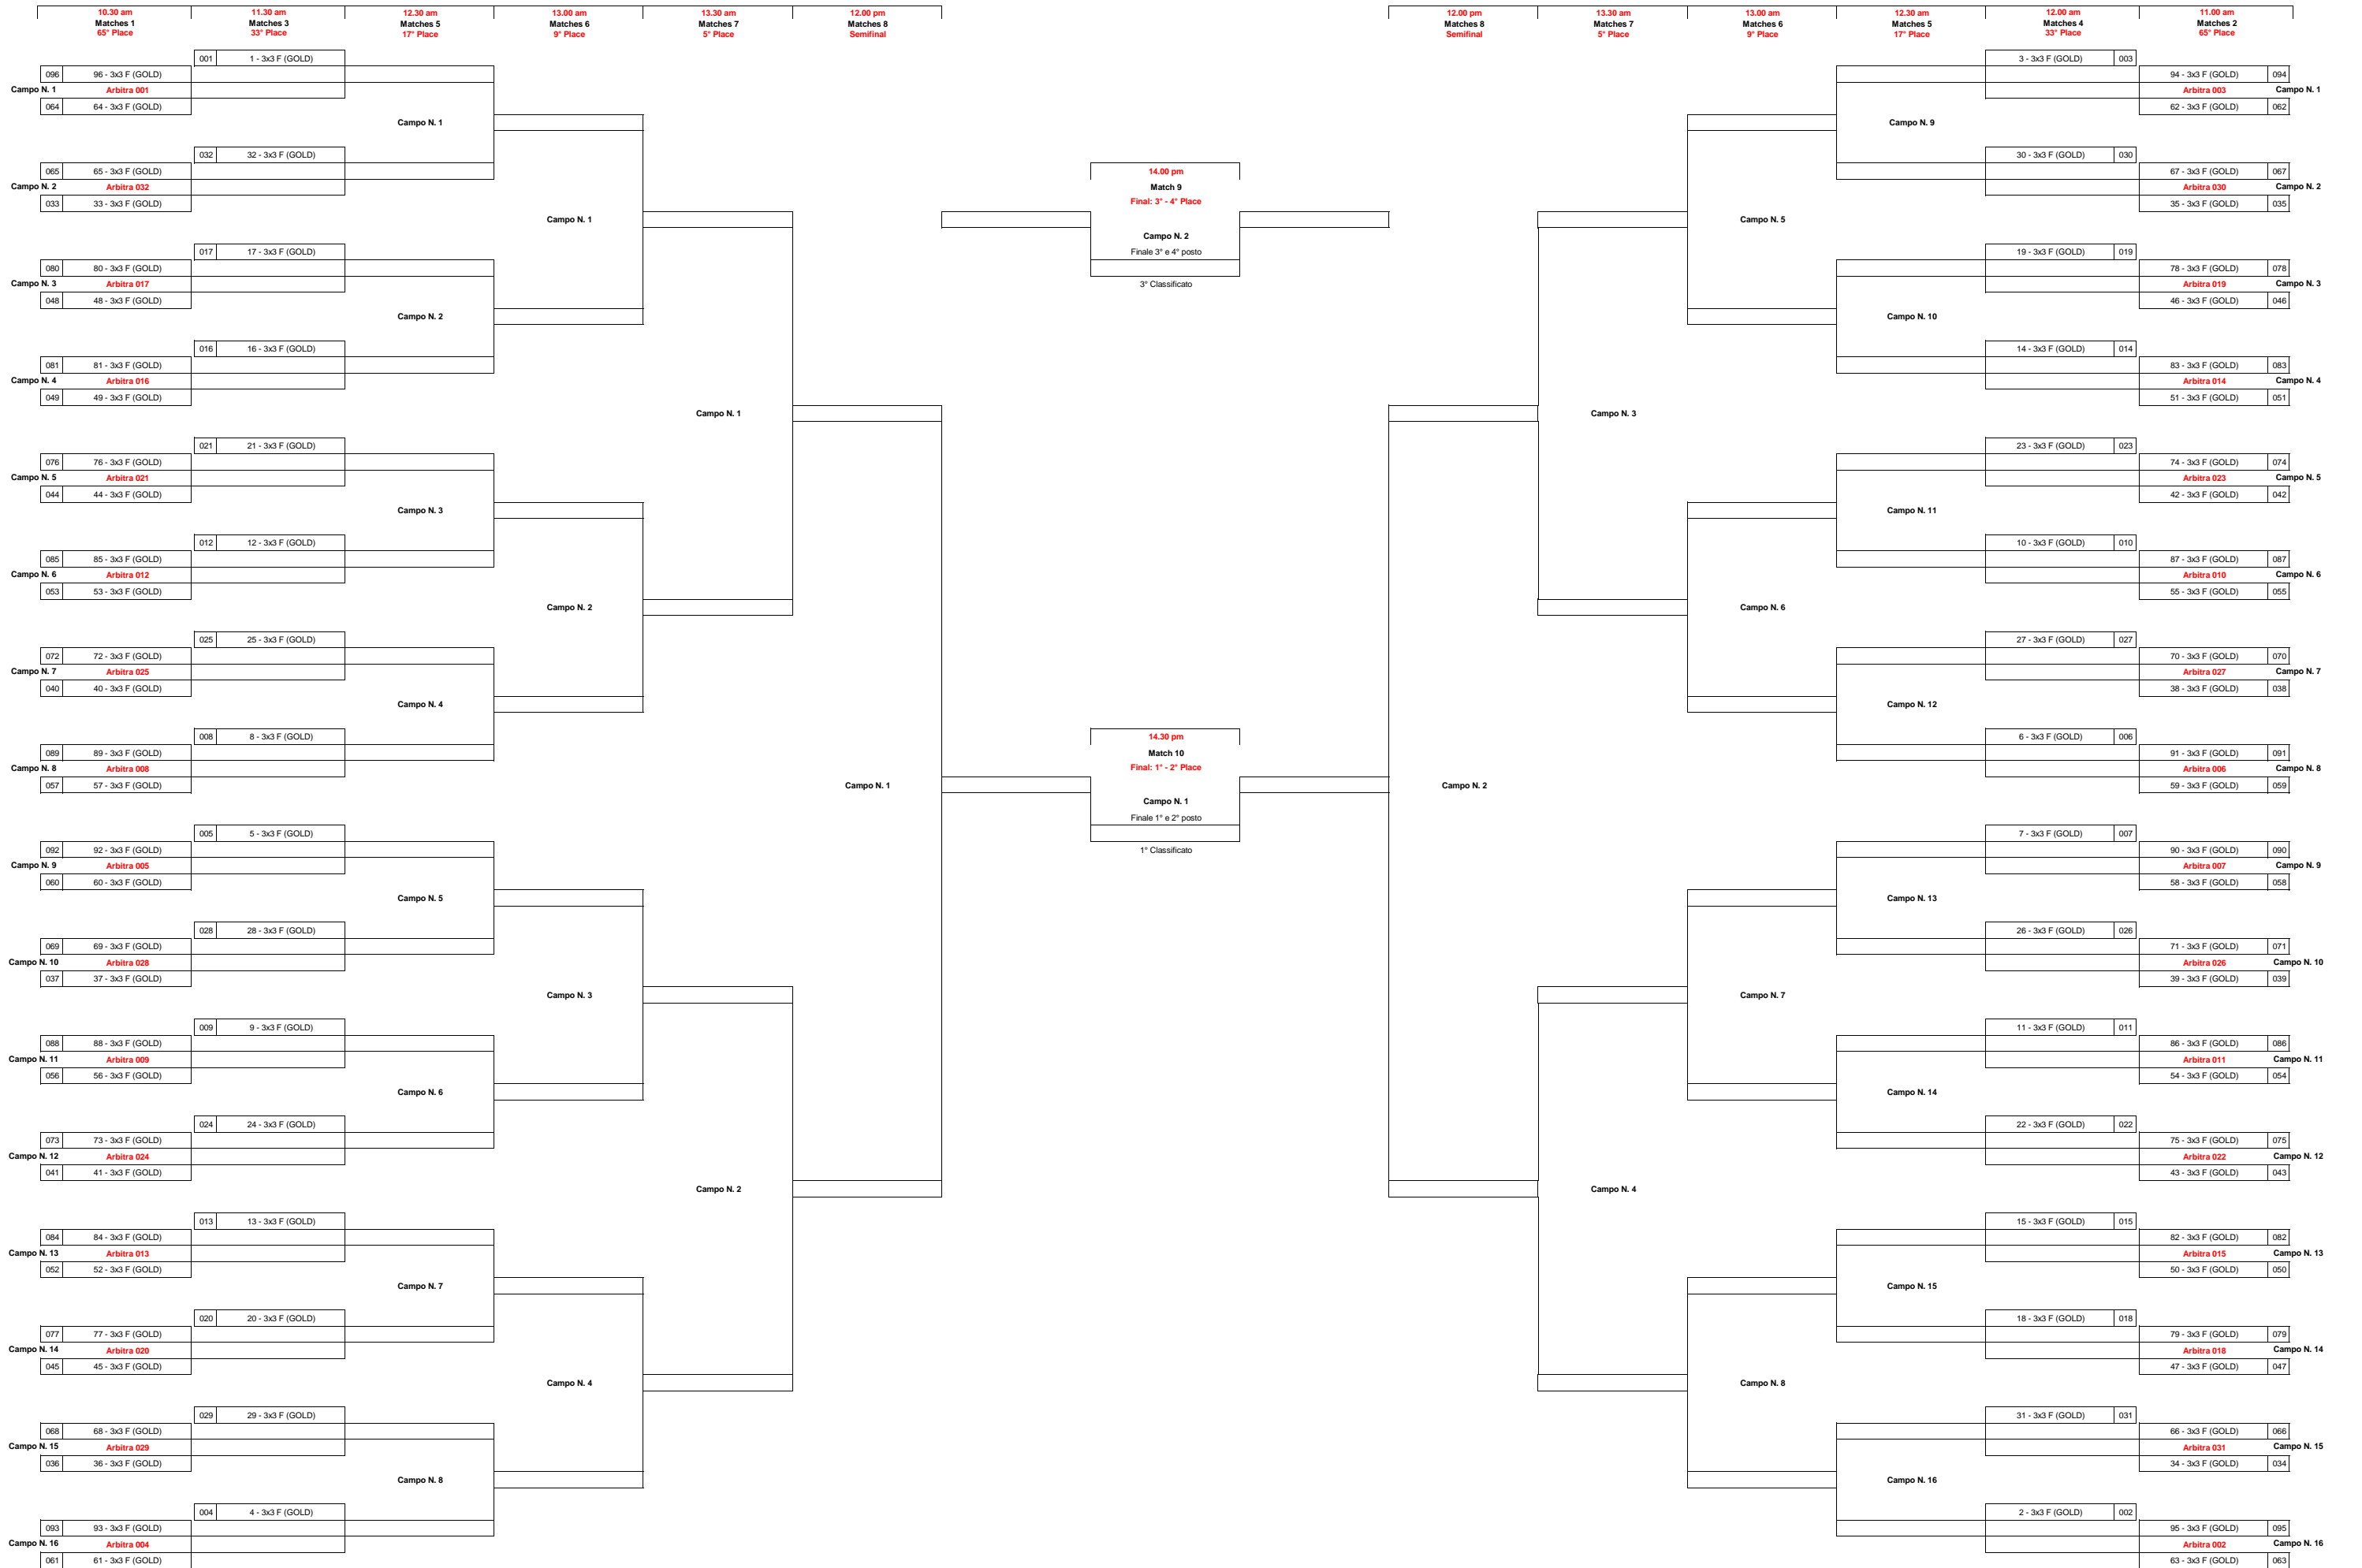 10.30 am 11.30 am 12.30 am 13.00 am 13.30 am 12.00 pm 12.00 pm 13.30 am 13.00 am 12.30 am 12.00 am 11.00 am
Matches 1 Matches 3 Matches 5 Matches 6 Matches 7 Matches 8 Matches 8 Matches 7 Matches 6 Matches 5 Matches 4 Matches 2
65° Place 33° Place 17° Place 9° Place 5° Place Semifinal Semifinal 5° Place 9° Place 17° Place 33° Place 65° Place
001 1 - 3x3 F (GOLD) 3 - 3x3 F (GOLD) 003
096 96 - 3x3 F (GOLD) 94 - 3x3 F (GOLD) 094
Campo N. 1 Arbitra 001 Arbitra 003 Campo N. 1
064 64 - 3x3 F (GOLD) 62 - 3x3 F (GOLD) 062
Campo N. 1 Campo N. 9
032 32 - 3x3 F (GOLD) 30 - 3x3 F (GOLD) 030
065 65 - 3x3 F (GOLD) 14.00 pm 67 - 3x3 F (GOLD) 067
Campo N. 2 Arbitra 032 Match 9 Arbitra 030 Campo N. 2
033 33 - 3x3 F (GOLD) Final: 3° - 4° Place 35 - 3x3 F (GOLD) 035
Campo N. 1 Campo N. 5
Campo N. 2
017 17 - 3x3 F (GOLD) Finale 3° e 4° posto 19 - 3x3 F (GOLD) 019
080 80 - 3x3 F (GOLD) 78 - 3x3 F (GOLD) 078
Campo N. 3 Arbitra 017 3° Classificato Arbitra 019 Campo N. 3
048 48 - 3x3 F (GOLD) 46 - 3x3 F (GOLD) 046
Campo N. 2 Campo N. 10
016 16 - 3x3 F (GOLD) 14 - 3x3 F (GOLD) 014
081 81 - 3x3 F (GOLD) 83 - 3x3 F (GOLD) 083
Campo N. 4 Arbitra 016 Arbitra 014 Campo N. 4
049 49 - 3x3 F (GOLD) 51 - 3x3 F (GOLD) 051
Campo N. 1 Campo N. 3
021 21 - 3x3 F (GOLD) 23 - 3x3 F (GOLD) 023
076 76 - 3x3 F (GOLD) 74 - 3x3 F (GOLD) 074
Campo N. 5 Arbitra 021 Arbitra 023 Campo N. 5
044 44 - 3x3 F (GOLD) 42 - 3x3 F (GOLD) 042
Campo N. 3 Campo N. 11
012 12 - 3x3 F (GOLD) 10 - 3x3 F (GOLD) 010
085 85 - 3x3 F (GOLD) 87 - 3x3 F (GOLD) 087
Campo N. 6 Arbitra 012 Arbitra 010 Campo N. 6
053 53 - 3x3 F (GOLD) 55 - 3x3 F (GOLD) 055
Campo N. 2 Campo N. 6
025 25 - 3x3 F (GOLD) 27 - 3x3 F (GOLD) 027
072 72 - 3x3 F (GOLD) 70 - 3x3 F (GOLD) 070
Campo N. 7 Arbitra 025 Arbitra 027 Campo N. 7
040 40 - 3x3 F (GOLD) 38 - 3x3 F (GOLD) 038
Campo N. 4 Campo N. 12
008 8 - 3x3 F (GOLD) 14.30 pm 6 - 3x3 F (GOLD) 006
089 89 - 3x3 F (GOLD) Match 10 91 - 3x3 F (GOLD) 091
Campo N. 8 Arbitra 008 Final: 1° - 2° Place Arbitra 006 Campo N. 8
057 57 - 3x3 F (GOLD) Campo N. 1 Campo N. 2 59 - 3x3 F (GOLD) 059
Campo N. 1
Finale 1° e 2° posto
005 5 - 3x3 F (GOLD) 7 - 3x3 F (GOLD) 007
092 92 - 3x3 F (GOLD) 1° Classificato 90 - 3x3 F (GOLD) 090
Campo N. 9 Arbitra 005 Arbitra 007 Campo N. 9
060 60 - 3x3 F (GOLD) 58 - 3x3 F (GOLD) 058
Campo N. 5 Campo N. 13
028 28 - 3x3 F (GOLD) 26 - 3x3 F (GOLD) 026
069 69 - 3x3 F (GOLD) 71 - 3x3 F (GOLD) 071
Campo N. 10 Arbitra 028 Arbitra 026 Campo N. 10
037 37 - 3x3 F (GOLD) 39 - 3x3 F (GOLD) 039
Campo N. 3 Campo N. 7
009 9 - 3x3 F (GOLD) 11 - 3x3 F (GOLD) 011
088 88 - 3x3 F (GOLD) 86 - 3x3 F (GOLD) 086
Campo N. 11 Arbitra 009 Arbitra 011 Campo N. 11
056 56 - 3x3 F (GOLD) 54 - 3x3 F (GOLD) 054
Campo N. 6 Campo N. 14
024 24 - 3x3 F (GOLD) 22 - 3x3 F (GOLD) 022
073 73 - 3x3 F (GOLD) 75 - 3x3 F (GOLD) 075
Campo N. 12 Arbitra 024 Arbitra 022 Campo N. 12
041 41 - 3x3 F (GOLD) 43 - 3x3 F (GOLD) 043
Campo N. 2 Campo N. 4
013 13 - 3x3 F (GOLD) 15 - 3x3 F (GOLD) 015
084 84 - 3x3 F (GOLD) 82 - 3x3 F (GOLD) 082
Campo N. 13 Arbitra 013 Arbitra 015 Campo N. 13
052 52 - 3x3 F (GOLD) 50 - 3x3 F (GOLD) 050
Campo N. 7 Campo N. 15
020 20 - 3x3 F (GOLD) 18 - 3x3 F (GOLD) 018
077 77 - 3x3 F (GOLD) 79 - 3x3 F (GOLD) 079
Campo N. 14 Arbitra 020 Arbitra 018 Campo N. 14
045 45 - 3x3 F (GOLD) 47 - 3x3 F (GOLD) 047
Campo N. 4 Campo N. 8
029 29 - 3x3 F (GOLD) 31 - 3x3 F (GOLD) 031
068 68 - 3x3 F (GOLD) 66 - 3x3 F (GOLD) 066
Campo N. 15 Arbitra 029 Arbitra 031 Campo N. 15
036 36 - 3x3 F (GOLD) 34 - 3x3 F (GOLD) 034
Campo N. 8 Campo N. 16
004 4 - 3x3 F (GOLD) 2 - 3x3 F (GOLD) 002
093 93 - 3x3 F (GOLD) 95 - 3x3 F (GOLD) 095
Campo N. 16 Arbitra 004 Arbitra 002 Campo N. 16
061 61 - 3x3 F (GOLD) 63 - 3x3 F (GOLD) 063